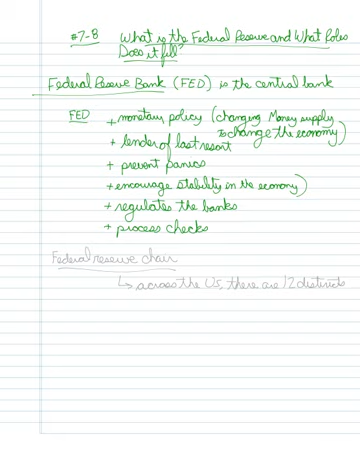 #7-8 What is the Federal Reserve and What Roles
Does it fill?
Federal Reserve Bank (FED) is the central bank
FED + monetary policy (changing Money supply
to change the economy)
+ lender of last resort
+ prevent panics
+ encourage stability in the economy)
+ regulates the banks
+ process checks
Federal reserve chair
↳ across the US, there are 12 districts